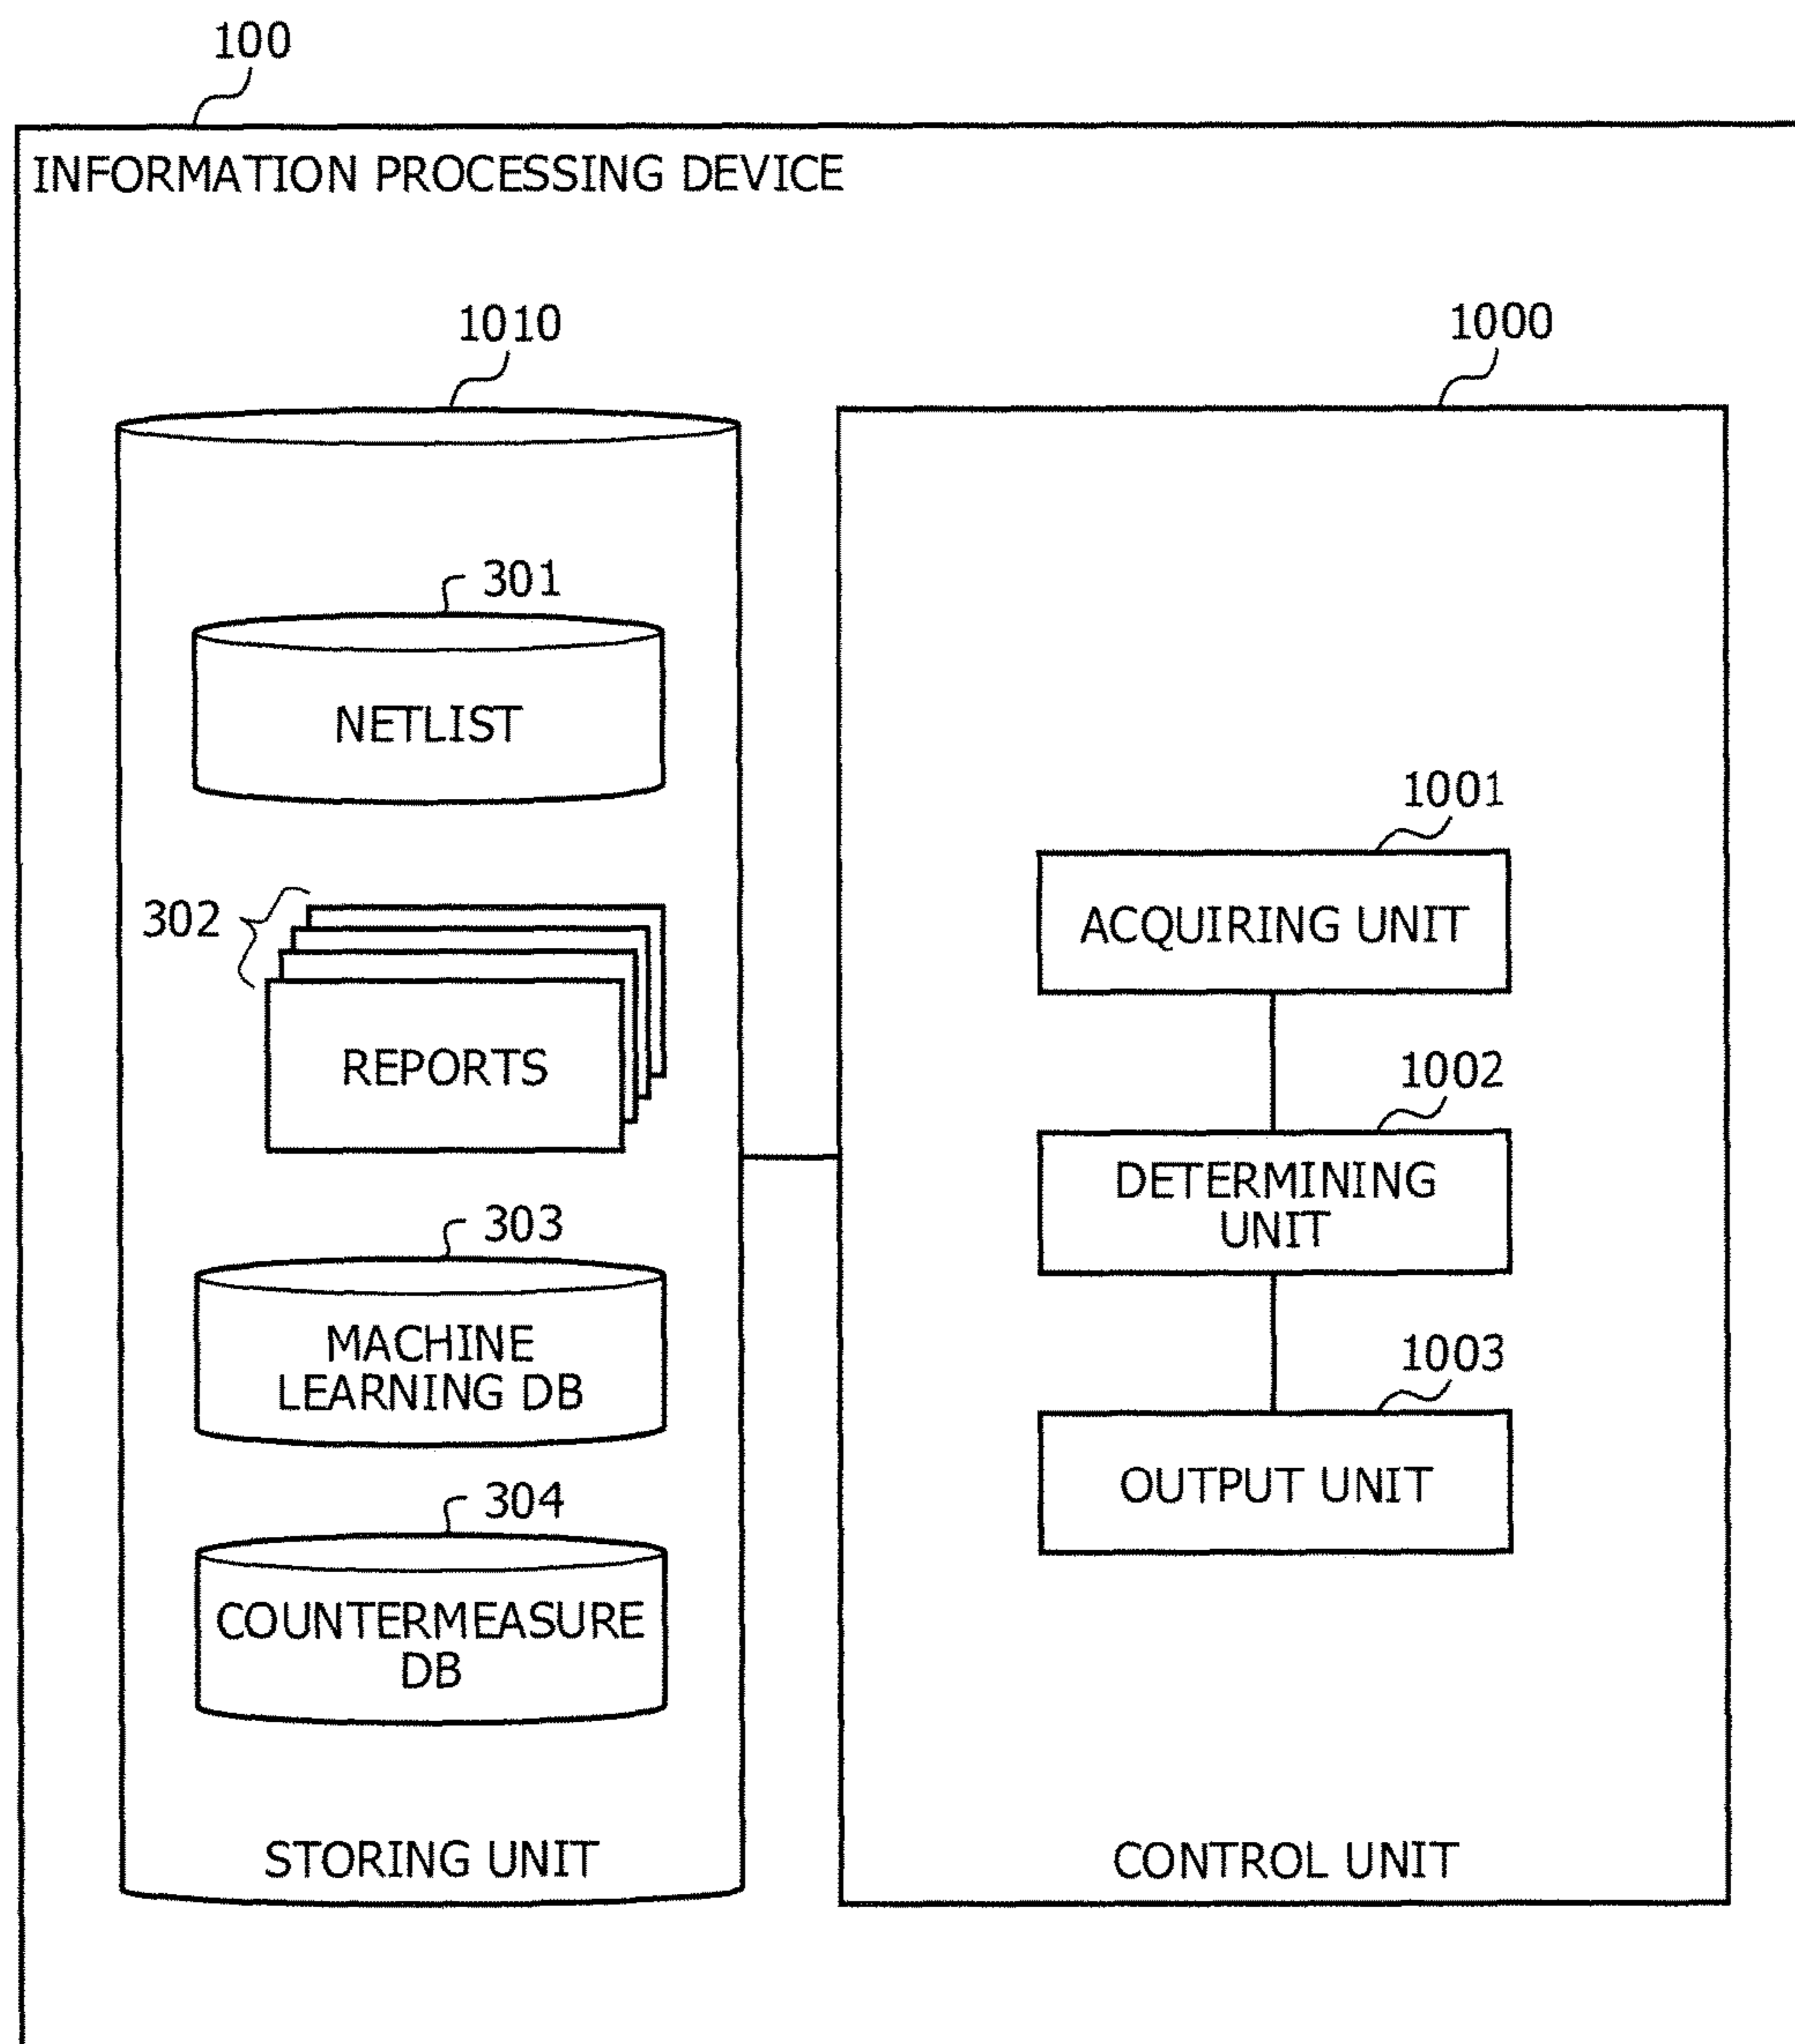 100
INFORMATION PROCESSING DEVICE
1010
1000
301
NETLIST
302
REPORTS
303
MACHINE
LEARNING DB
304
COUNTERMEASURE
DB
STORING UNIT
1001
ACQUIRING UNIT
1002
DETERMINING
UNIT
1003
OUTPUT UNIT
CONTROL UNIT